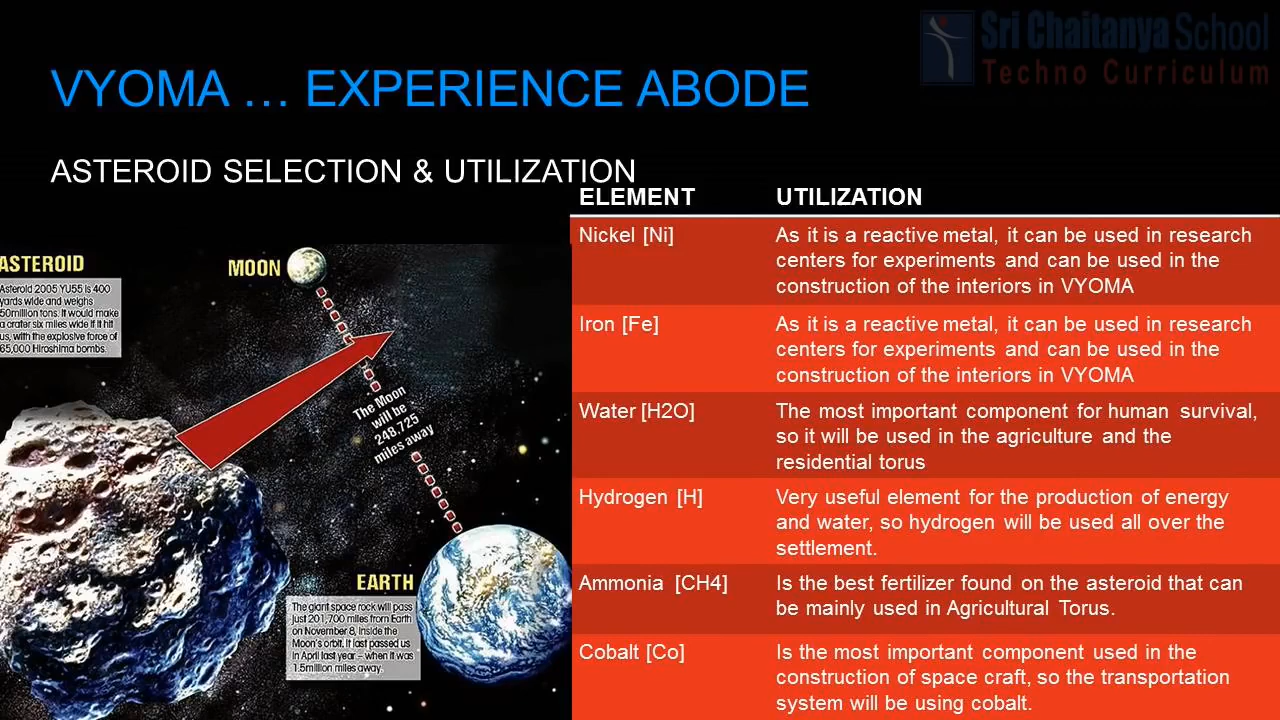 Sri Chaitanya School
Techno Curriculum
VYOMA … EXPERIENCE ABODE
ASTEROID SELECTION & UTILIZATION
ASTEROID
Asteroid 2005 YU55 is 400
yards wide and weighs
50million tons. It would make
a crater six miles wide if it hit
us, with the explosive force of
65,000 Hiroshima bombs.
MOON
The Moon
will be
248,725
miles away
EARTH
The giant space rock will pass
just 201,700 miles from Earth
on November 8, inside the
Moon's orbit. It last passed us
in April last year – when it was
1.5million miles away.
ELEMENT UTILIZATION
Nickel [Ni] As it is a reactive metal, it can be used in research
centers for experiments and can be used in the
construction of the interiors in VYOMA
Iron [Fe] As it is a reactive metal, it can be used in research
centers for experiments and can be used in the
construction of the interiors in VYOMA
Water [H2O] The most important component for human survival,
so it will be used in the agriculture and the
residential torus
Hydrogen [H] Very useful element for the production of energy
and water, so hydrogen will be used all over the
settlement.
Ammonia [CH4] Is the best fertilizer found on the asteroid that can
be mainly used in Agricultural Torus.
Cobalt [Co] Is the most important component used in the
construction of space craft, so the transportation
system will be using cobalt.